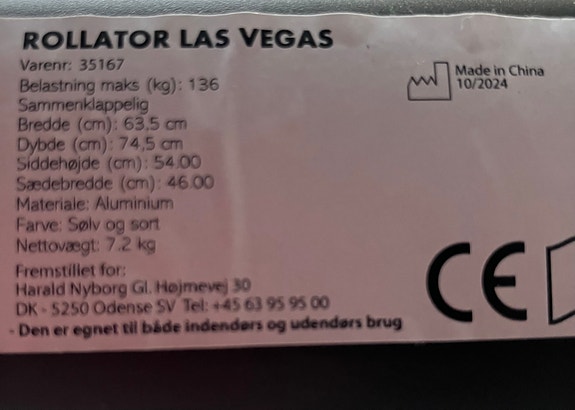 ROLLATOR LAS VEGAS
Varenr: 35167
Belastning maks (kg): 136
Sammenklappelig
Bredde (cm): 63,5 cm
Dybde (cm): 74,5 cm
Siddehøjde (cm): 54.00
Sædebredde (cm): 46.00
Materiale: Aluminium
Farve: Sølv og sort
Nettovægt: 7.2 kg
Fremstillet for:
Harald Nyborg Gl. Højmevej 30
DK - 5250 Odense SV Tel: +45 63 95 95 00
- Den er egnet til både indendørs og udendørs brug
Made in China
10/2024
CE